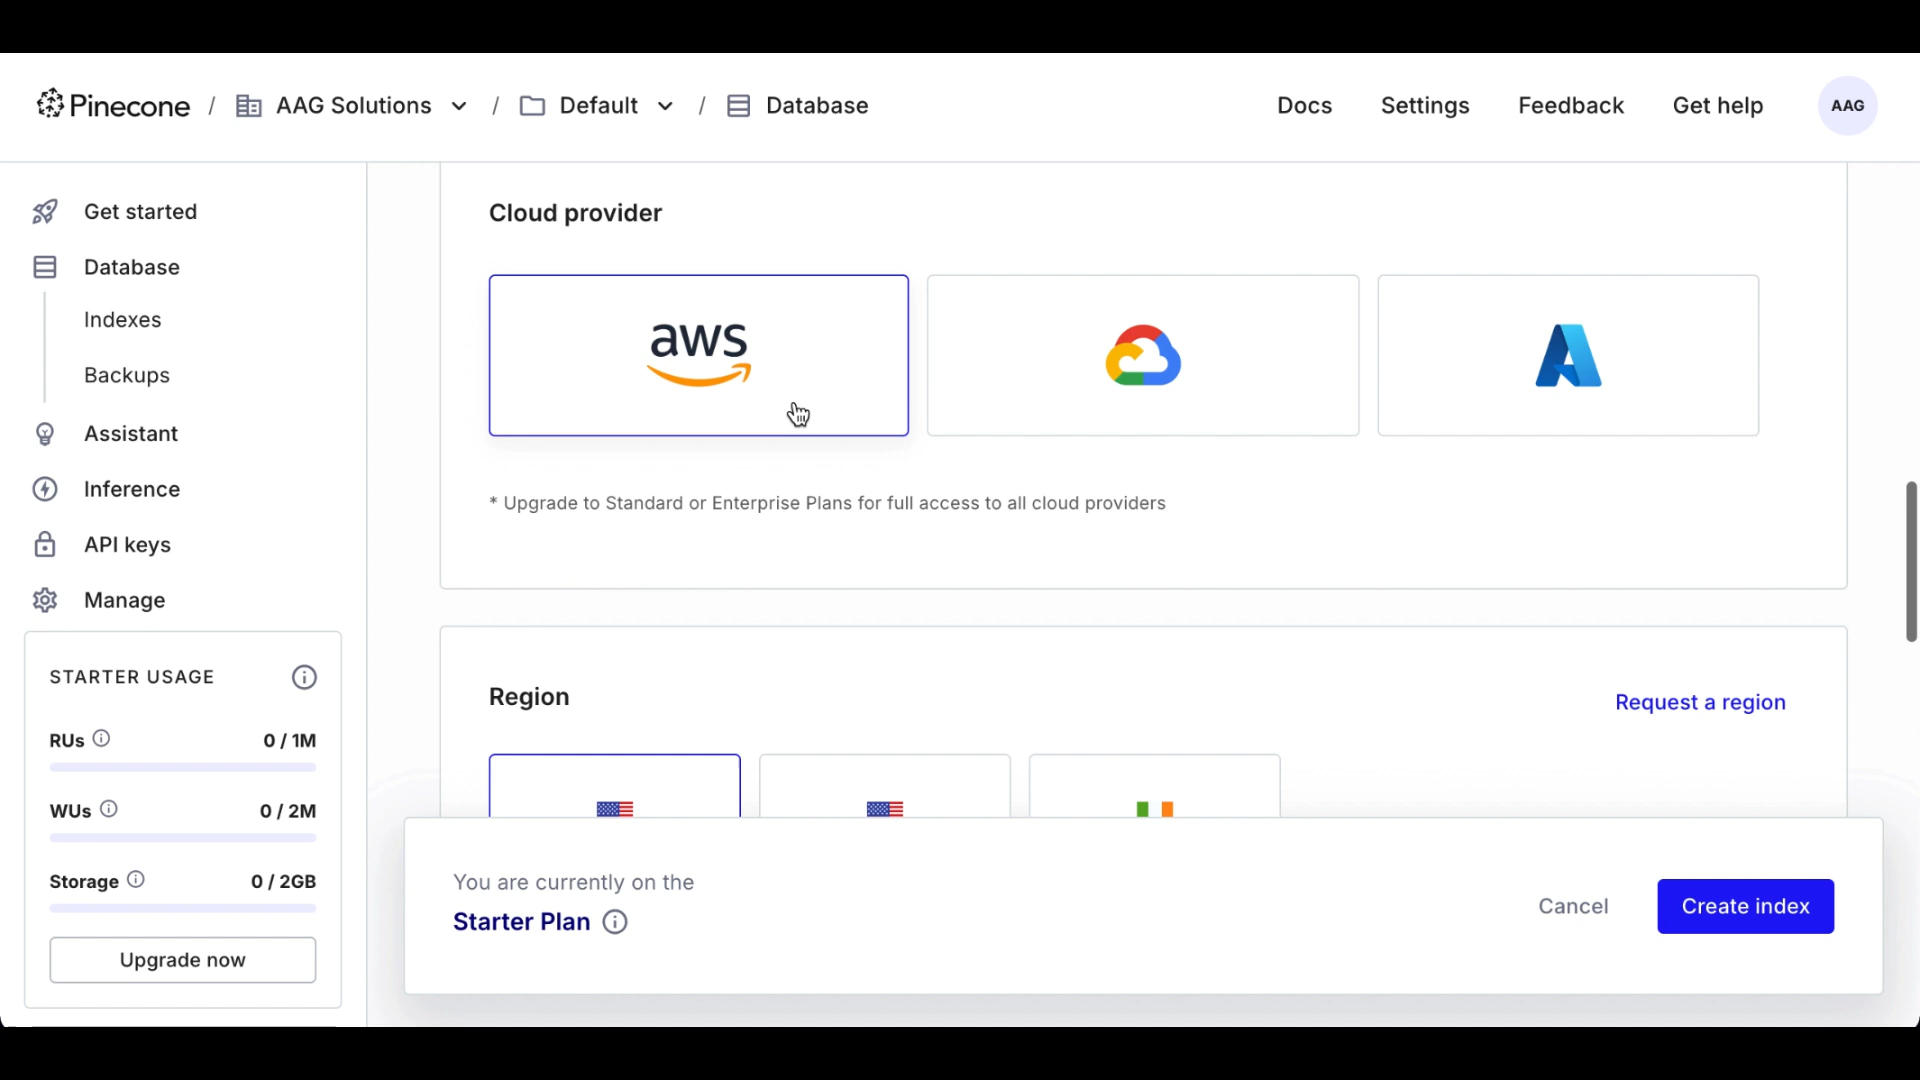 Pinecone / AAG Solutions / Default / Database
Docs Settings Feedback Get help AAG
Get started
Database
Indexes
Backups
Assistant
Inference
API keys
Manage
STARTER USAGE
RUs 0 / 1M
WUs 0 / 2M
Storage 0 / 2GB
Upgrade now
Cloud provider
aws
* Upgrade to Standard or Enterprise Plans for full access to all cloud providers
Region
Request a region
You are currently on the
Starter Plan
Cancel
Create index